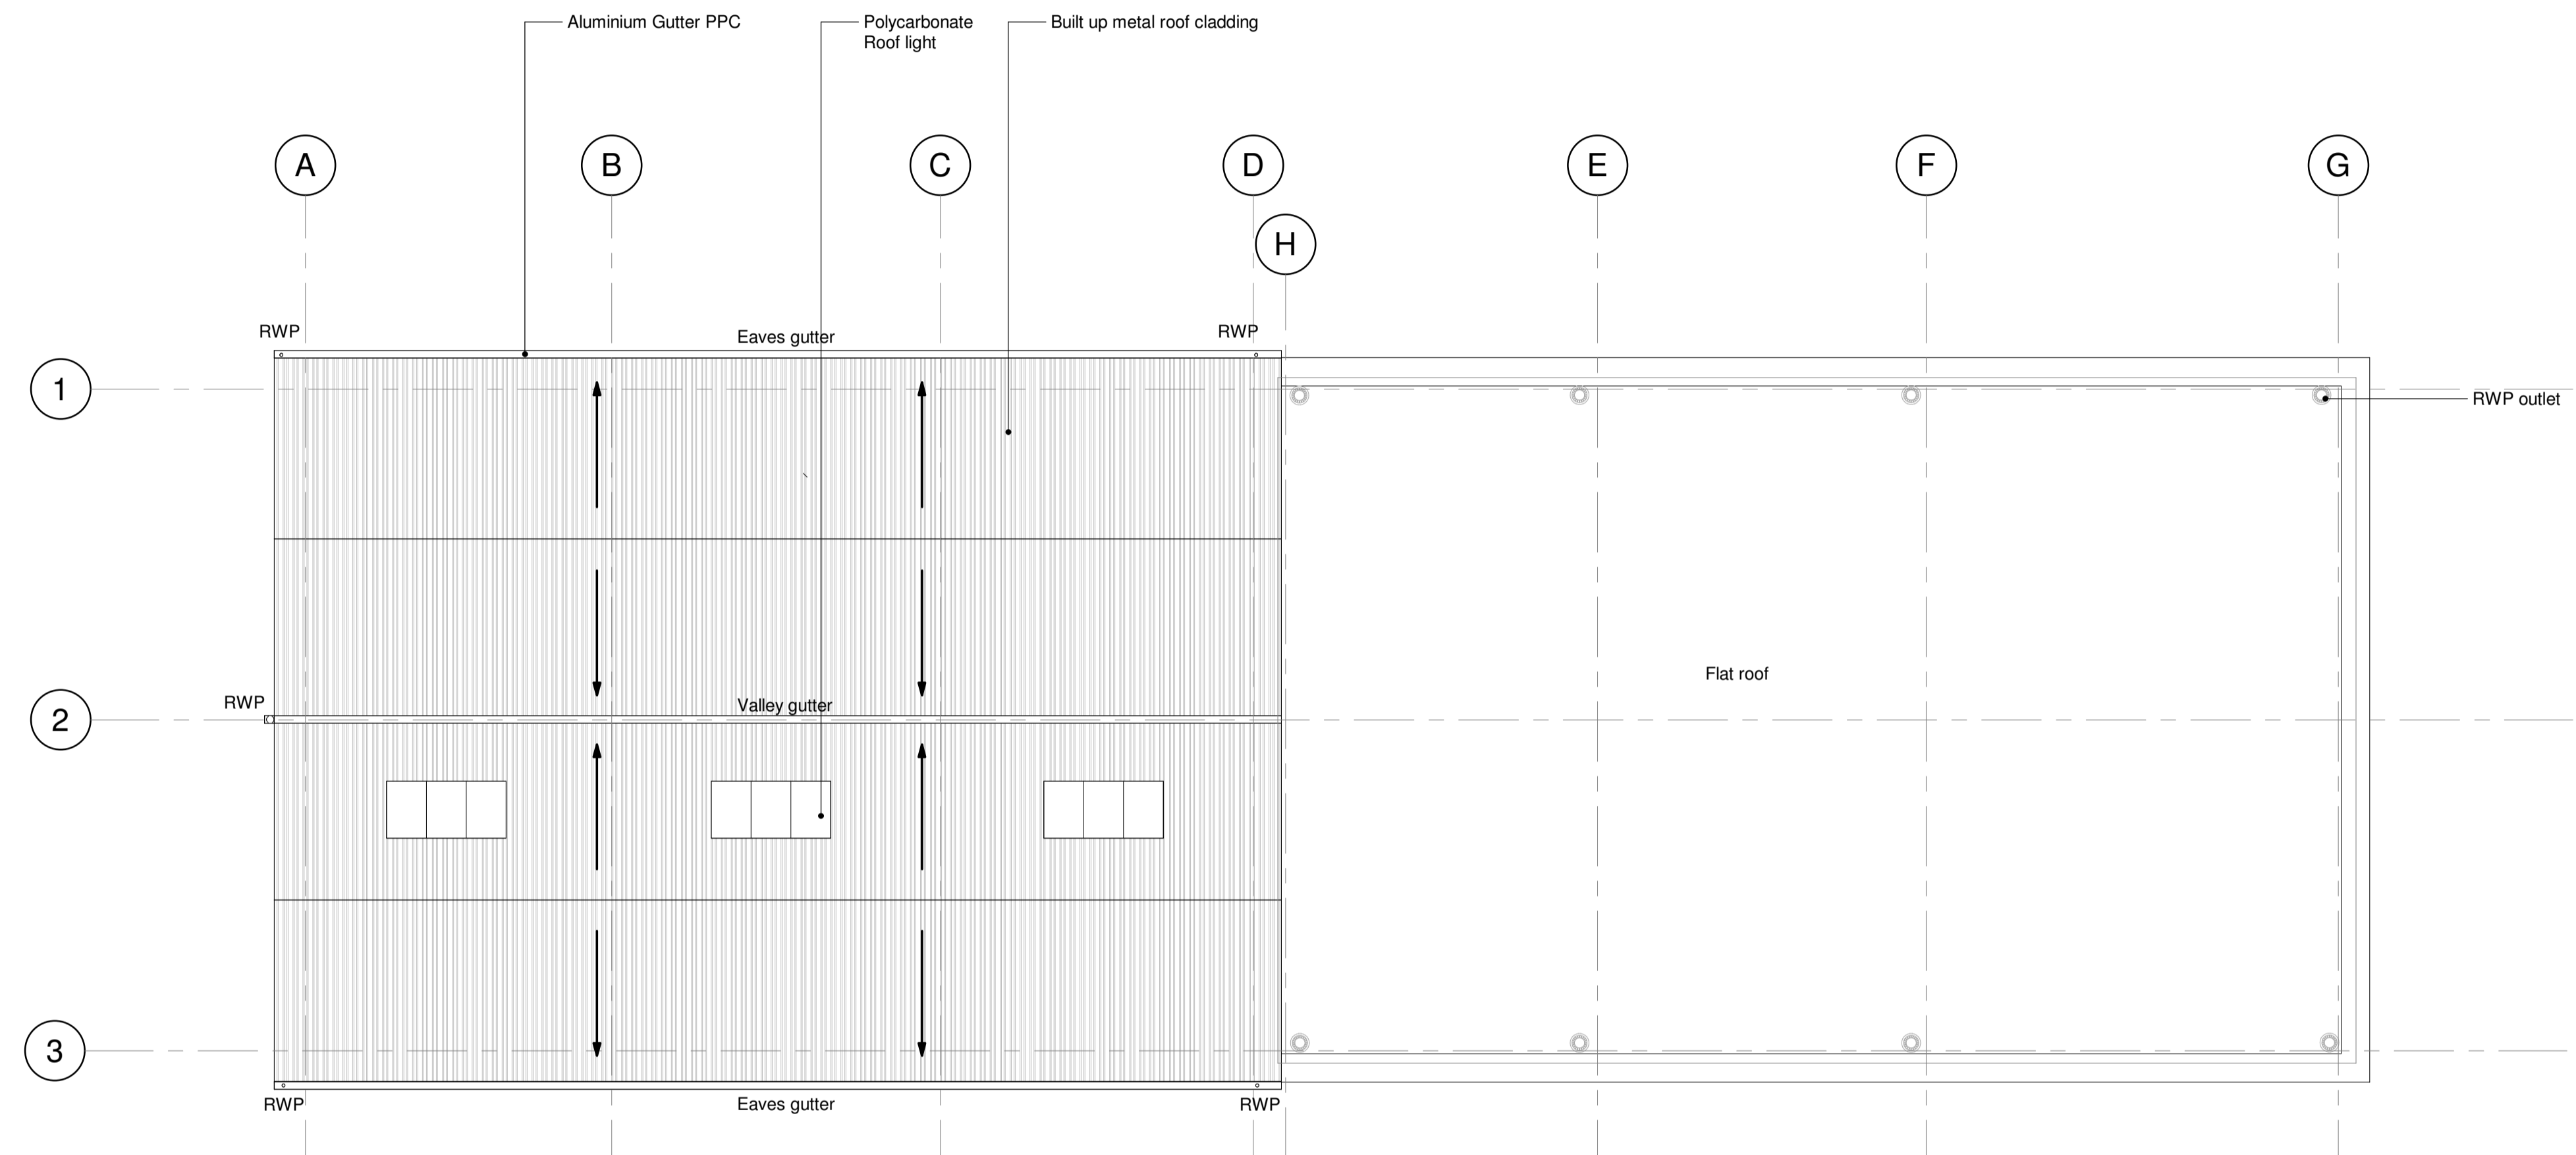 Aluminium Gutter PPC
Polycarbonate
Roof light
Built up metal roof cladding
A
B
C
D
E
F
G
H
RWP
Eaves gutter
RWP
1
RWP outlet
Flat roof
RWP
Valley gutter
2
3
RWP
Eaves gutter
RWP